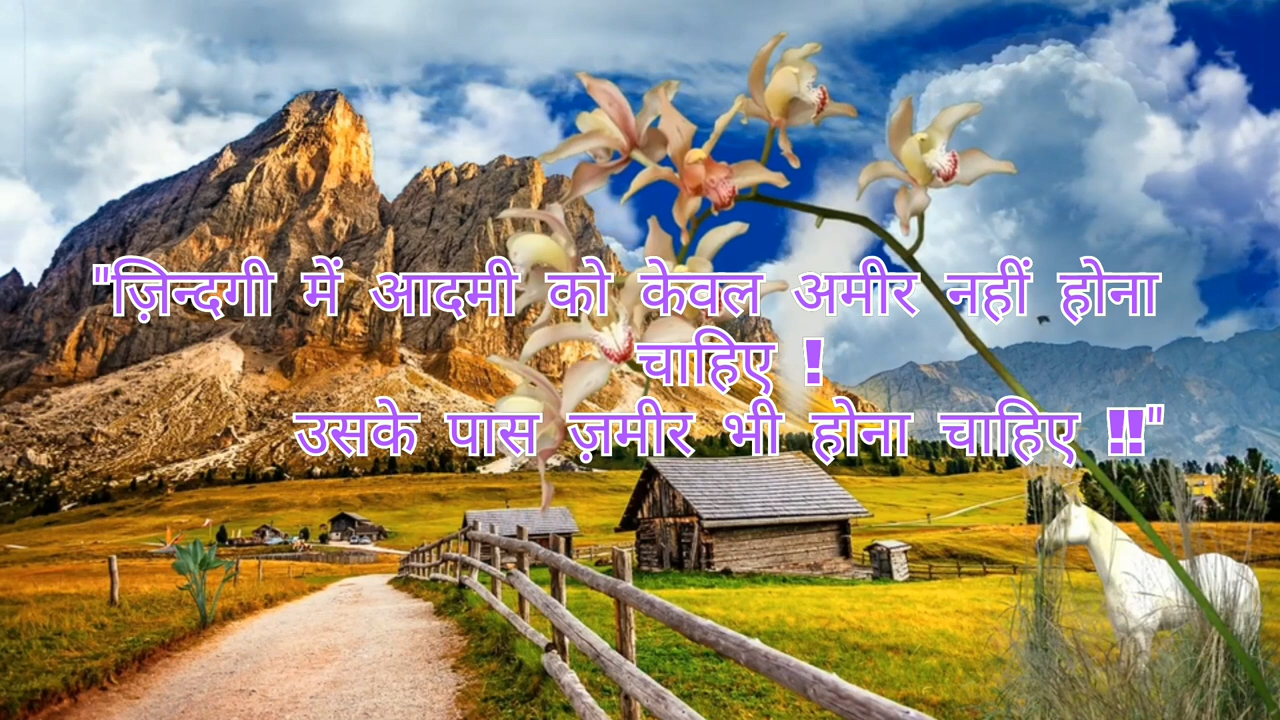 "ज़िन्दगी में आदमी को केवल अमीर नहीं होना
चाहिए !
उसके पास ज़मीर भी होना चाहिए !!"